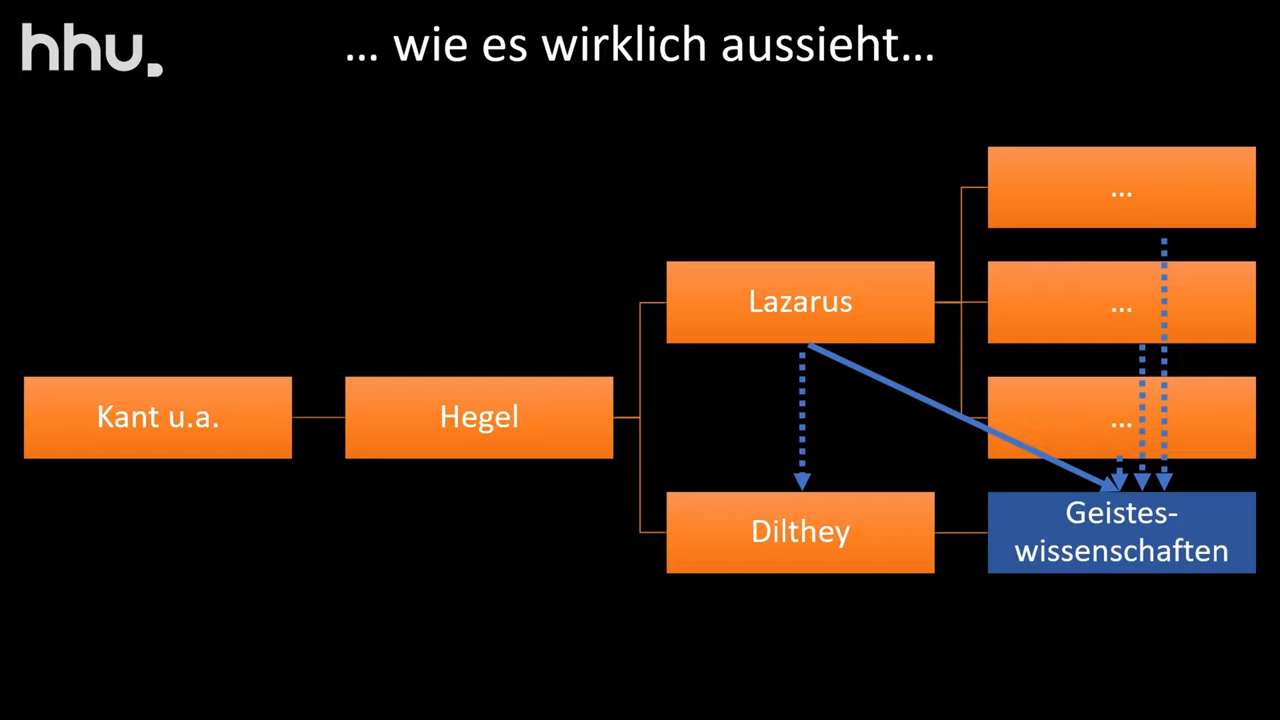 hhu.
... wie es wirklich aussieht...
...
Lazarus
...
Kant u.a.
Hegel
...
Dilthey
Geistes-
wissenschaften